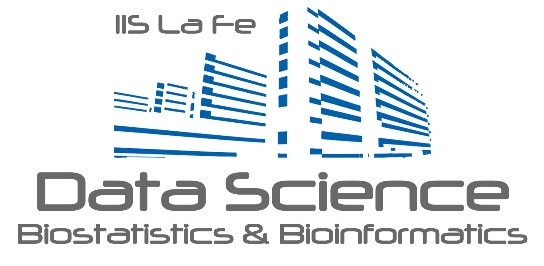 IIS La Fe
Data Science
Biostatistics & Bioinformatics